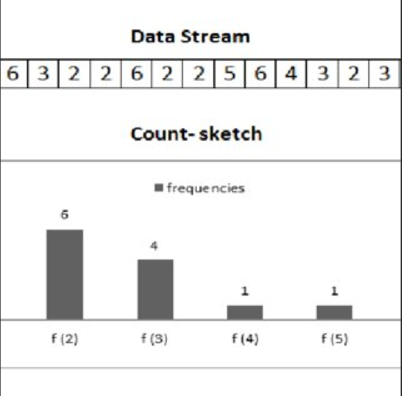 Data Stream
6 3 2 2 6 2 2 5 6 4 3 2 3
Count- sketch
frequencies
6
4
1 1
f (2) f (3) f (4) f (5)